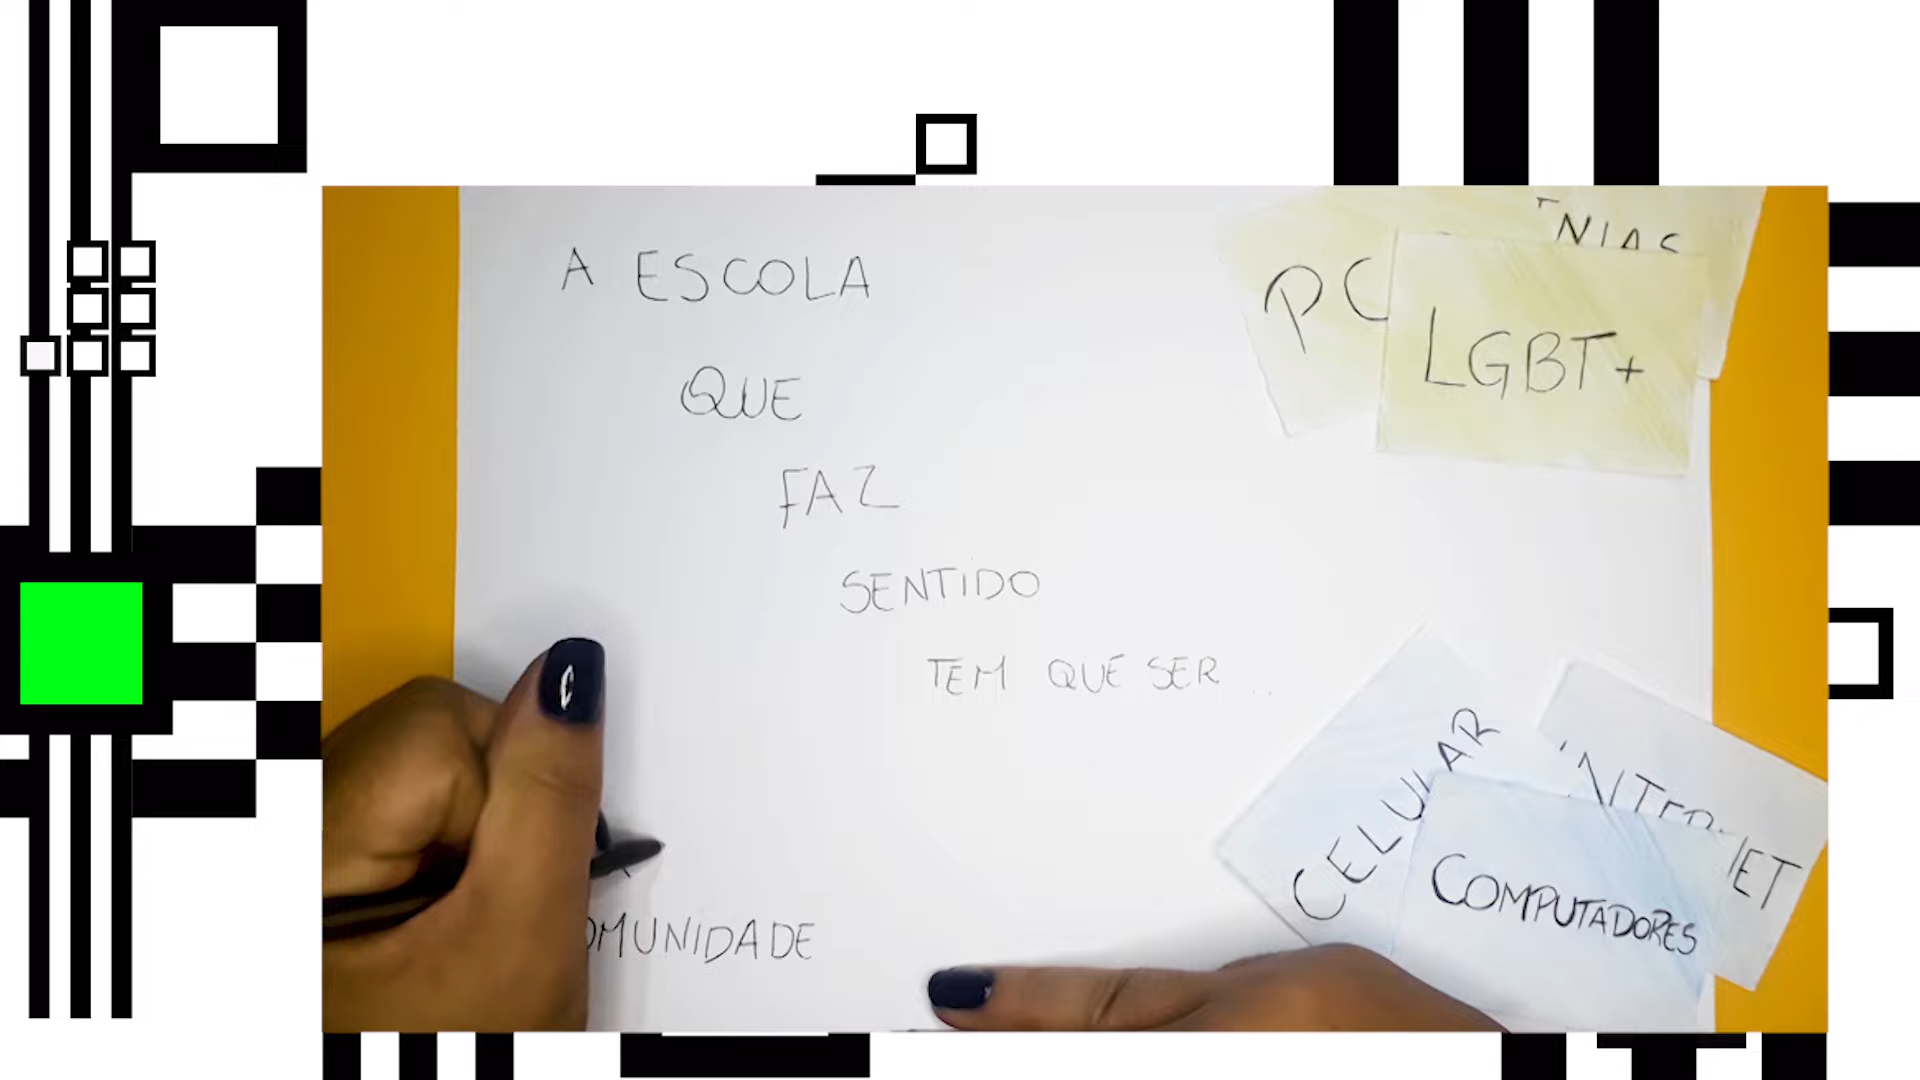 A ESCOLA
QUE
FAZ
SENTIDO
TEM QUE SER ..
LGBT+
CELULAR
COMPUTADORES